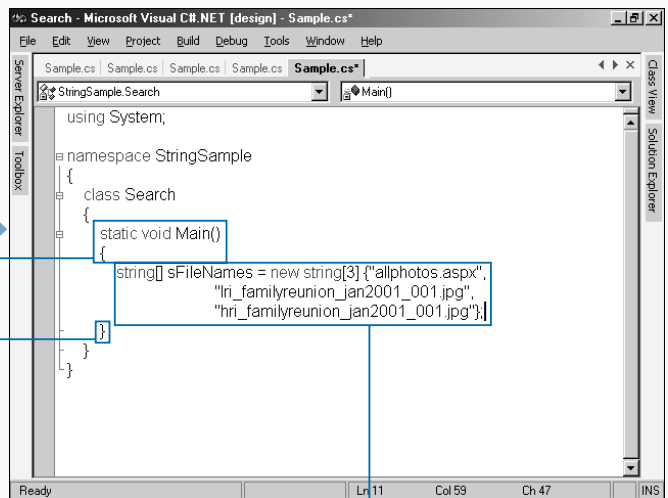 Search - Microsoft Visual C#.NET [design] - Sample.cs*
File Edit View Project Build Debug Tools Window Help
Server Explorer
Toolbox
Sample.cs Sample.cs Sample.cs Sample.cs Sample.cs*
StringSample.Search Main()
using System;
namespace StringSample
{
class Search
{
static void Main()
{
string[] sFileNames = new string[3] {"allphotos.aspx",
"lri_familyreunion_jan2001_001.jpg",
"hri_familyreunion_jan2001_001.jpg"};
}
}
}
Class View
Solution Explorer
Ready Ln 11 Col 59 Ch 47 INS